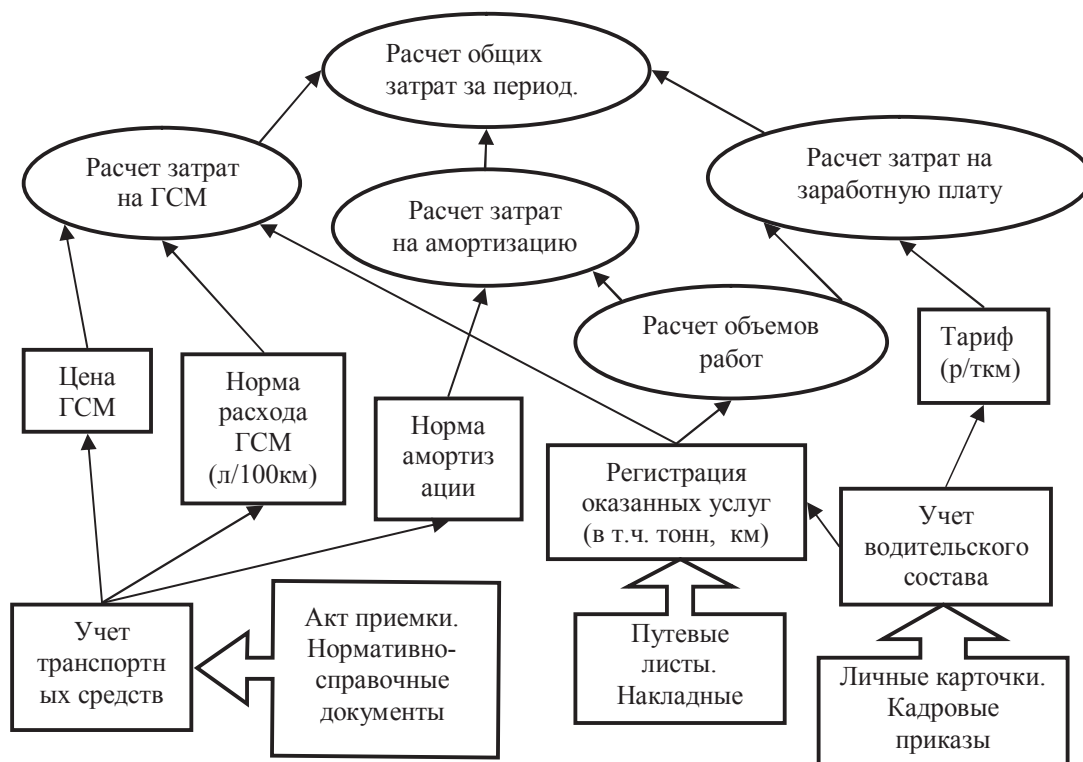 Расчет общих
затрат за период.
Расчет затрат
на ГСМ
Расчет затрат
на амортизацию
Расчет затрат на
заработную плату
Расчет объемов
работ
Цена
ГСМ
Норма
расхода
ГСМ
(л/100км)
Норма
амортиз
ации
Регистрация
оказанных услуг
(в т.ч. тонн, км)
Тариф
(р/ткм)
Учет
водительского
состава
Учет
транспортн
ых средств
Акт приемки.
Нормативно-
справочные
документы
Путевые
листы.
Накладные
Личные карточки.
Кадровые
приказы